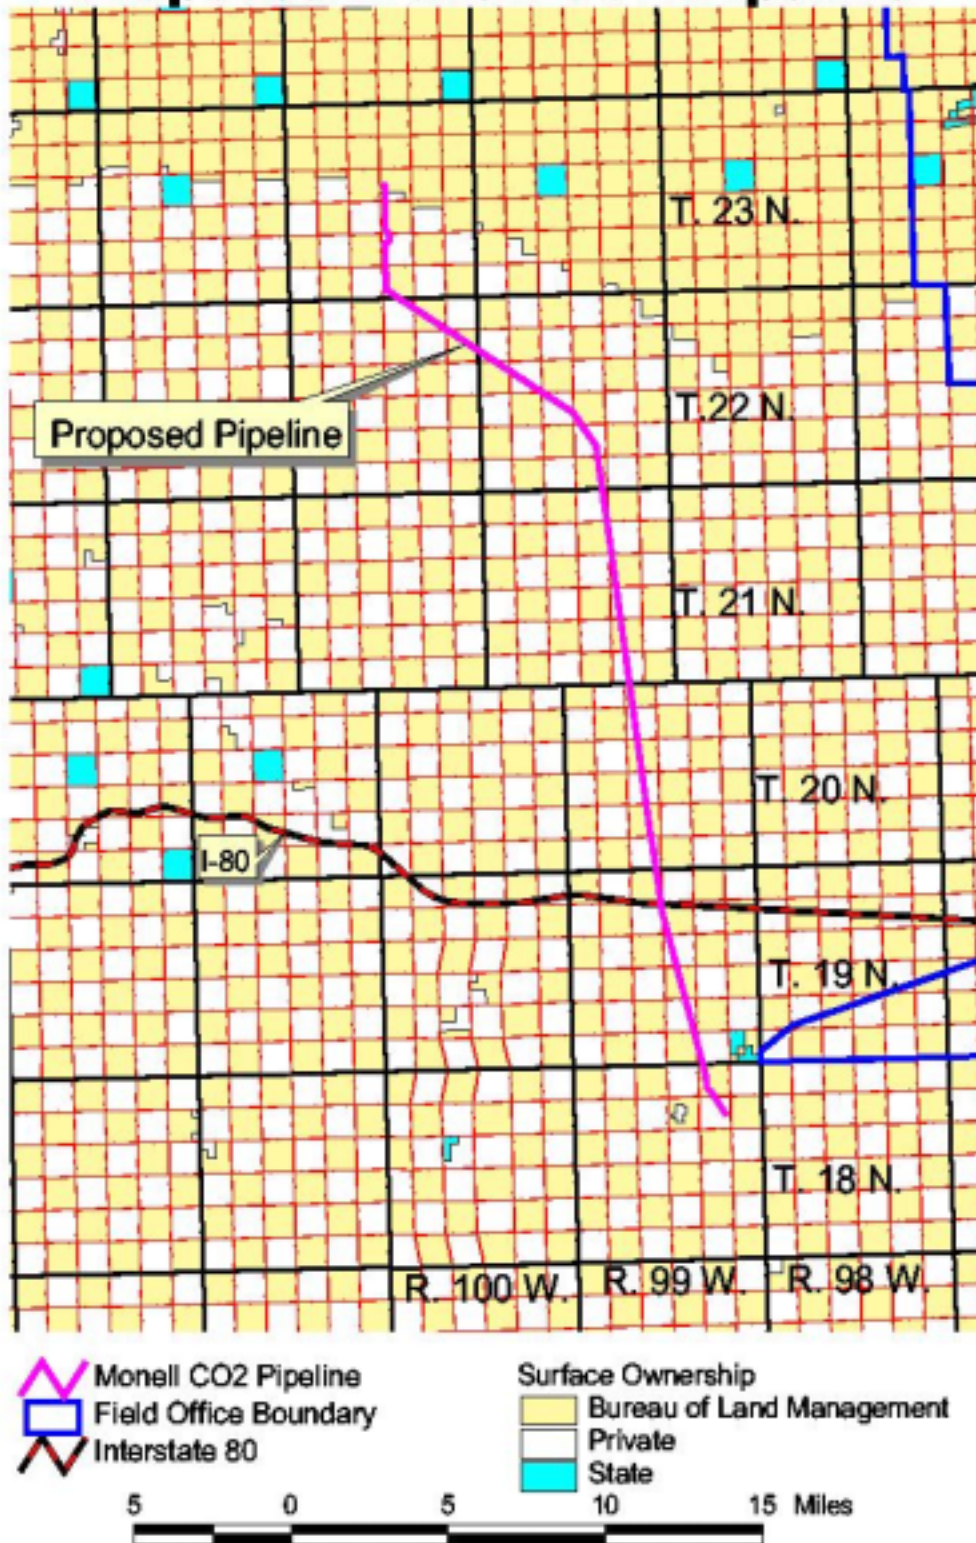 T. 23 N.
T.22 N.
Proposed Pipeline
T. 21 N.
T. 20 N.
I-80
T. 19 N.
T. 18 N.
R. 100 W. R. 99 W. R. 98 W.
Monell CO2 Pipeline
Field Office Boundary
Interstate 80
Surface Ownership
Bureau of Land Management
Private
State
5 0 5 10 15 Miles